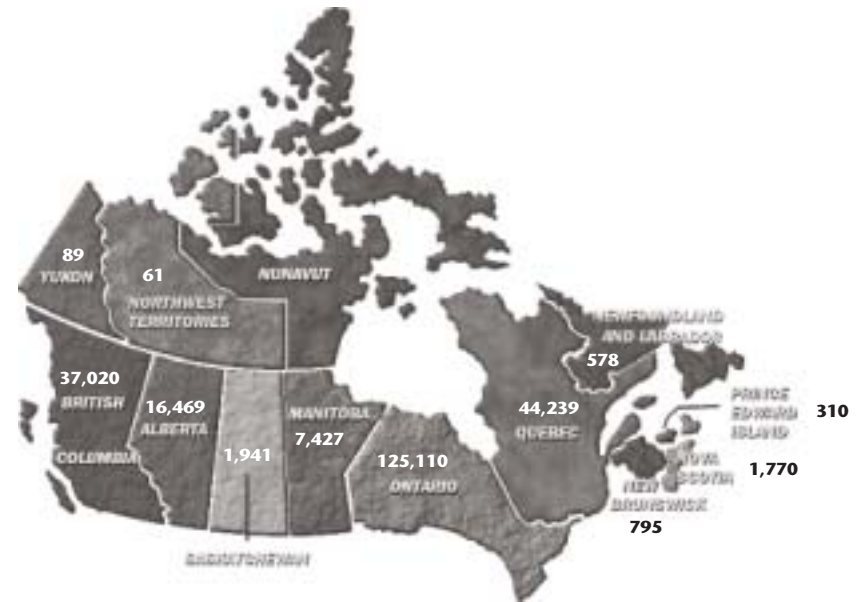 89
YUKON
61
NUNAVUT
NORTHWEST
TERRITORIES
NEWFOUNDLAND
AND LABRADOR
578
37,020
BRITISH
COLUMBIA
16,469
ALBERTA
1,941
SASKATCHEWAN
MANITOBA
7,427
125,110
ONTARIO
44,239
QUEBEC
PRINCE
EDWARD
ISLAND
310
NOVA
SCOTIA
1,770
NEW
BRUNSWICK
795